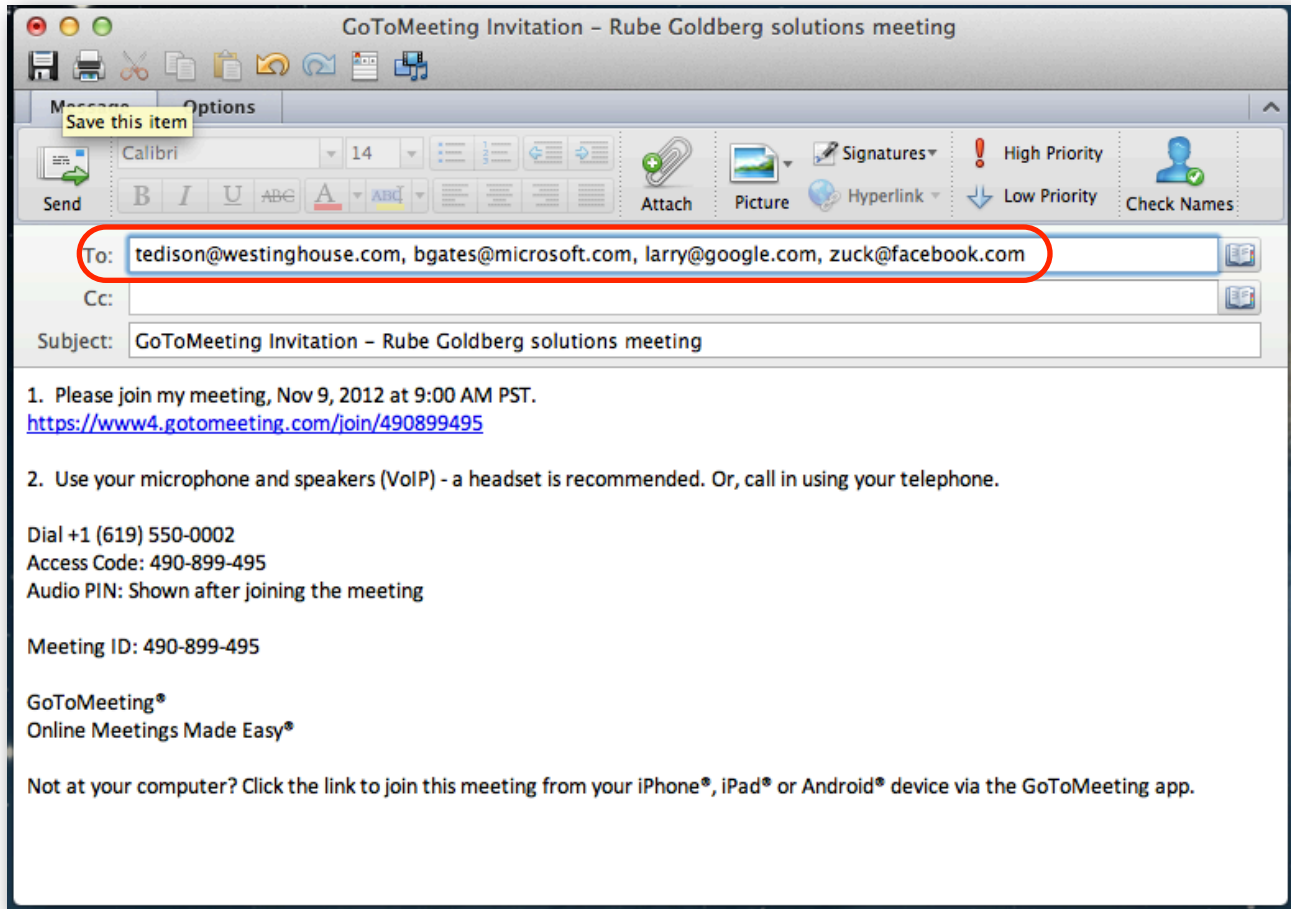 GoToMeeting Invitation – Rube Goldberg solutions meeting
Message Options
Save this item
Calibri 14
Send
B I U ABC A ABC
Attach
Picture
Signatures
Hyperlink
High Priority
Low Priority
Check Names
To: tedison@westinghouse.com, bgates@microsoft.com, larry@google.com, zuck@facebook.com
Cc:
Subject: GoToMeeting Invitation – Rube Goldberg solutions meeting
1. Please join my meeting, Nov 9, 2012 at 9:00 AM PST.
https://www4.gotomeeting.com/join/490899495
2. Use your microphone and speakers (VoIP) - a headset is recommended. Or, call in using your telephone.
Dial +1 (619) 550-0002
Access Code: 490-899-495
Audio PIN: Shown after joining the meeting
Meeting ID: 490-899-495
GoToMeeting®
Online Meetings Made Easy®
Not at your computer? Click the link to join this meeting from your iPhone®, iPad® or Android® device via the GoToMeeting app.